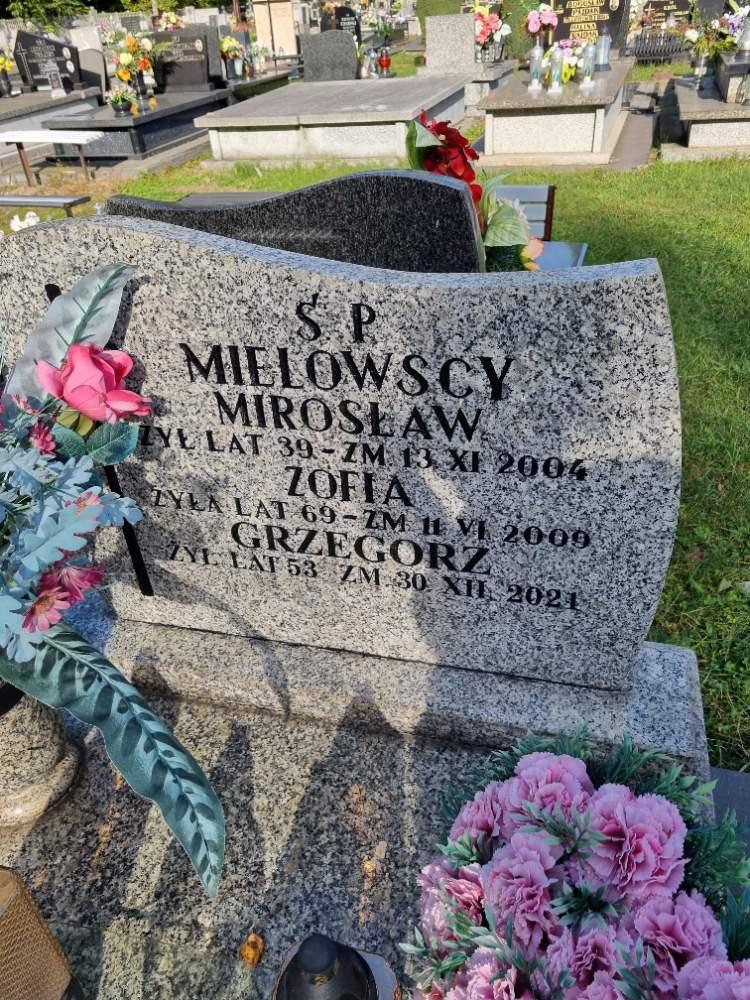 Ś P
MIELOWSCY
MIROSŁAW
ŻYŁ LAT 39 - ZM 13 XI 2004
ZOFIA
ŻYŁA LAT 69 - ZM 11 VI 2009
GRZEGORZ
ŻYŁ LAT 53 ZM 30 XII 2021